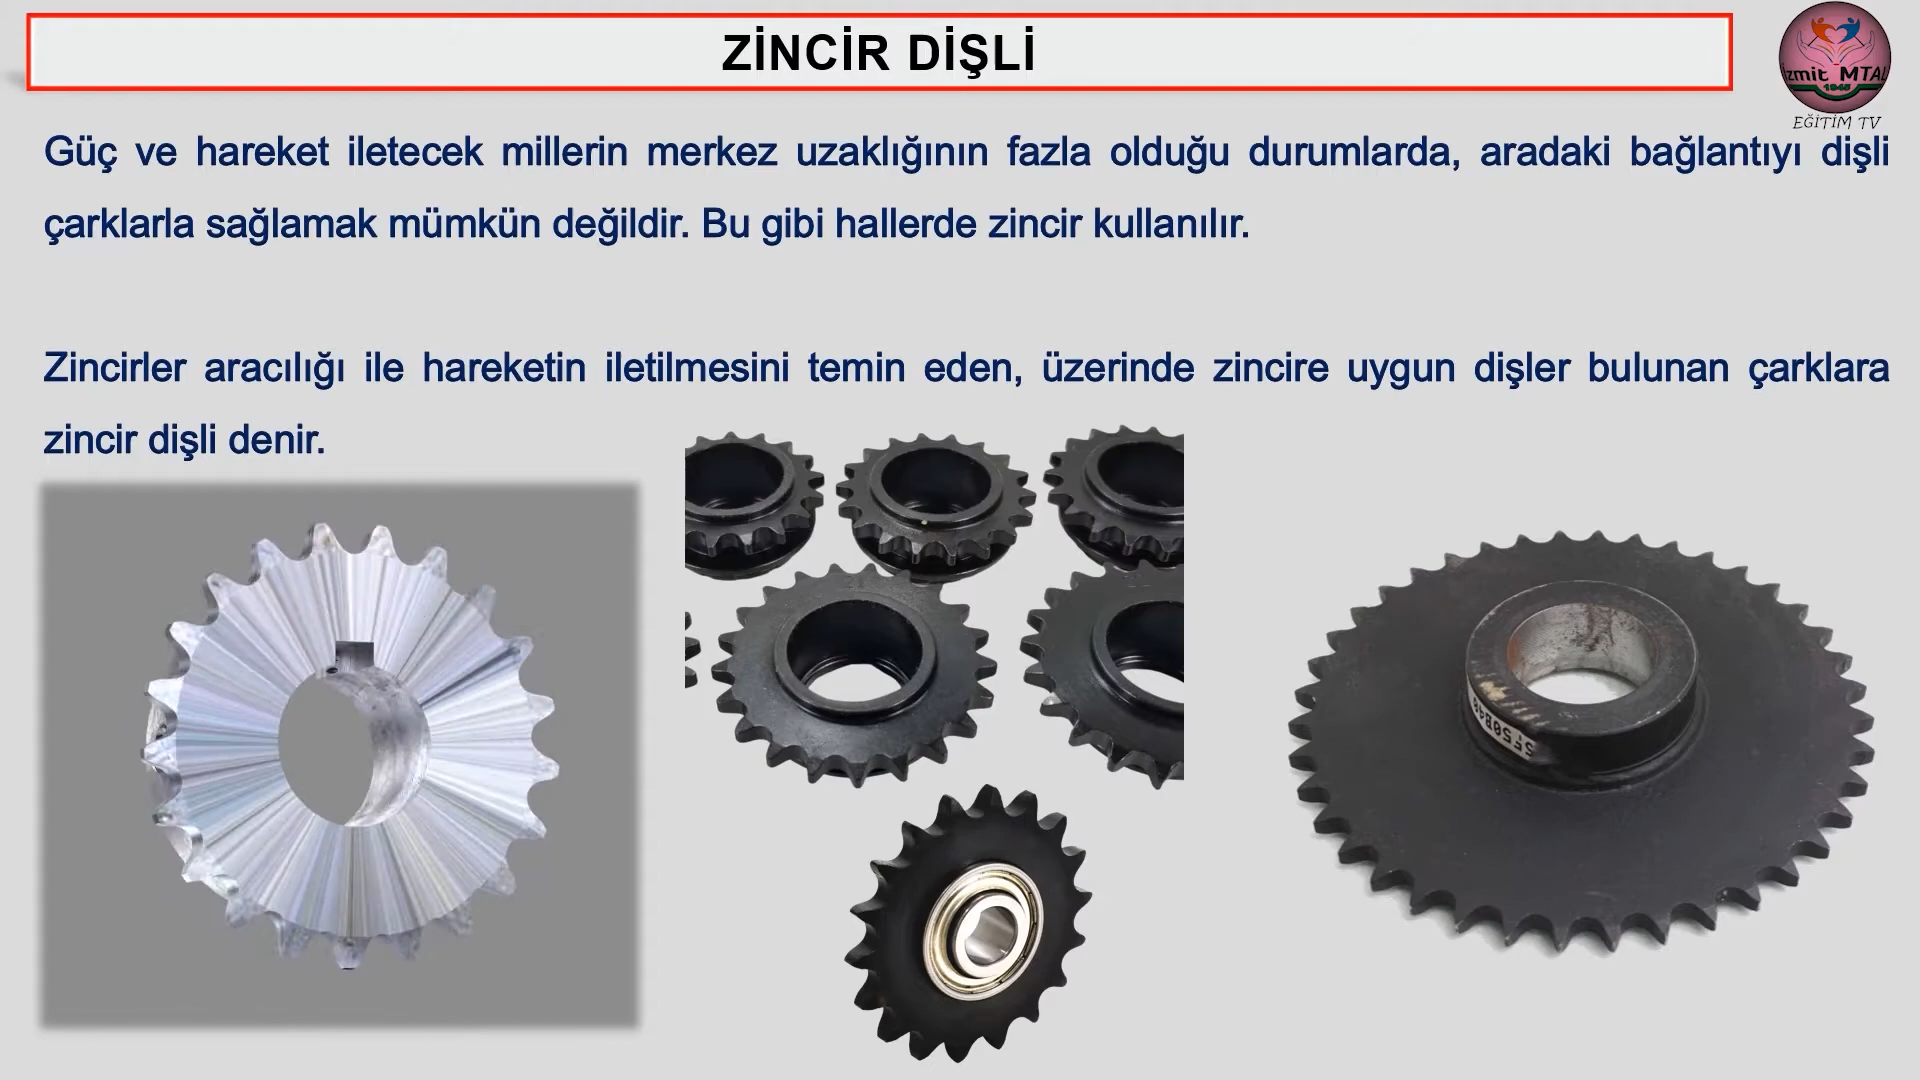 ZİNCİR DİŞLİ
İzmit MTAL
1945
EĞİTİM TV
Güç ve hareket iletecek millerin merkez uzaklığının fazla olduğu durumlarda, aradaki bağlantıyı dişli
çarklarla sağlamak mümkün değildir. Bu gibi hallerde zincir kullanılır.
Zincirler aracılığı ile hareketin iletilmesini temin eden, üzerinde zincire uygun dişler bulunan çarklara
zincir dişli denir.